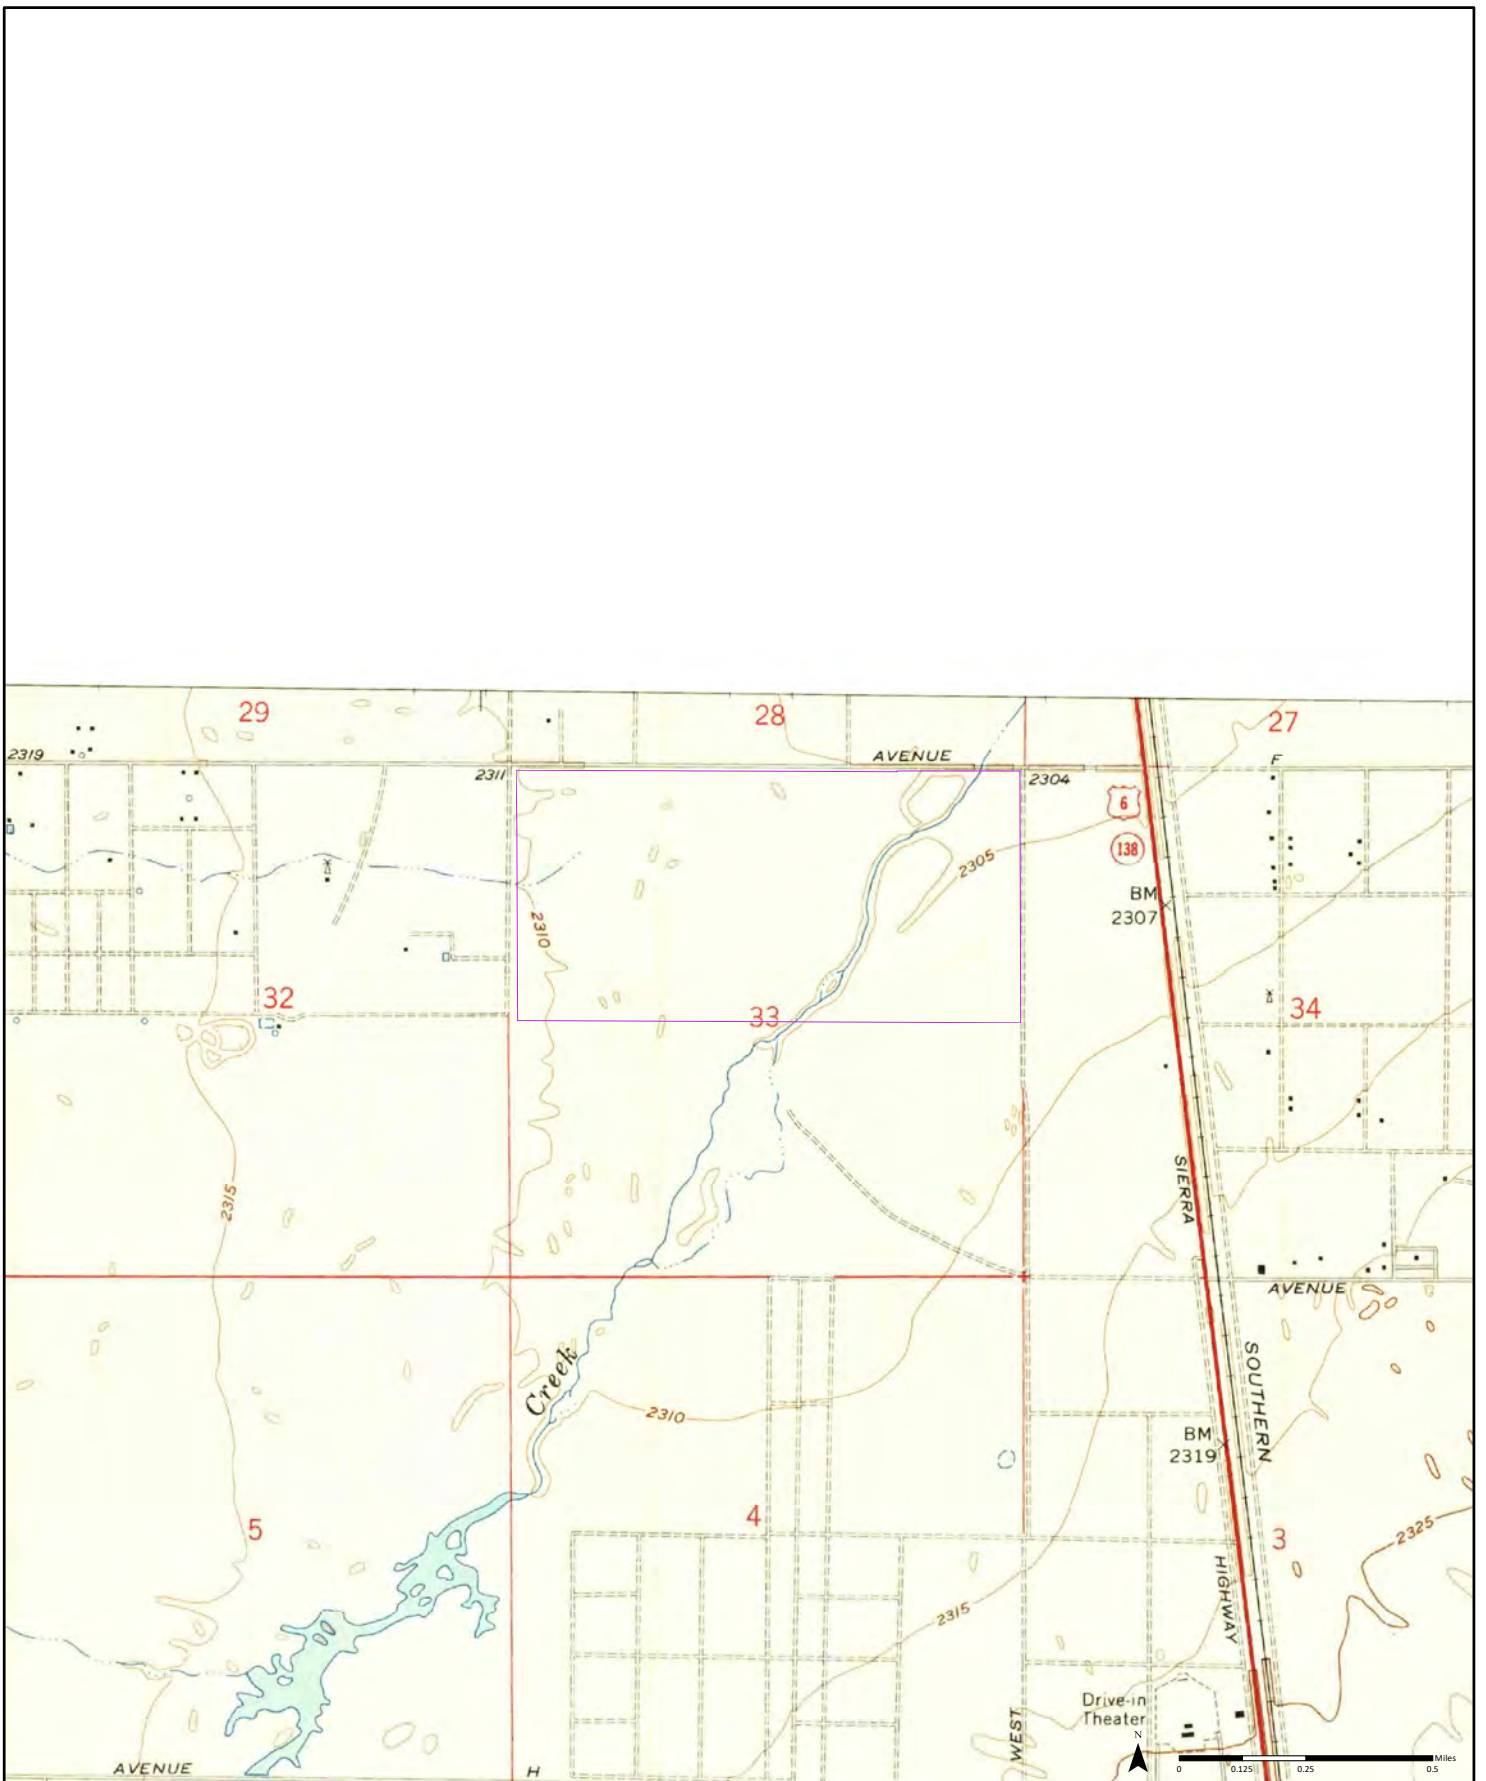 29
28
27
2319
2311
AVENUE
F
2304
6
138
2305
BM
2307
2310
32
33
34
2315
SIERRA
AVENUE
Creek
2310
SOUTHERN
BM
2319
5
4
3
2325
HIGHWAY
2315
Drive-in
Theater
WEST
N
Miles
0
0.125
0.25
0.5
AVENUE
H